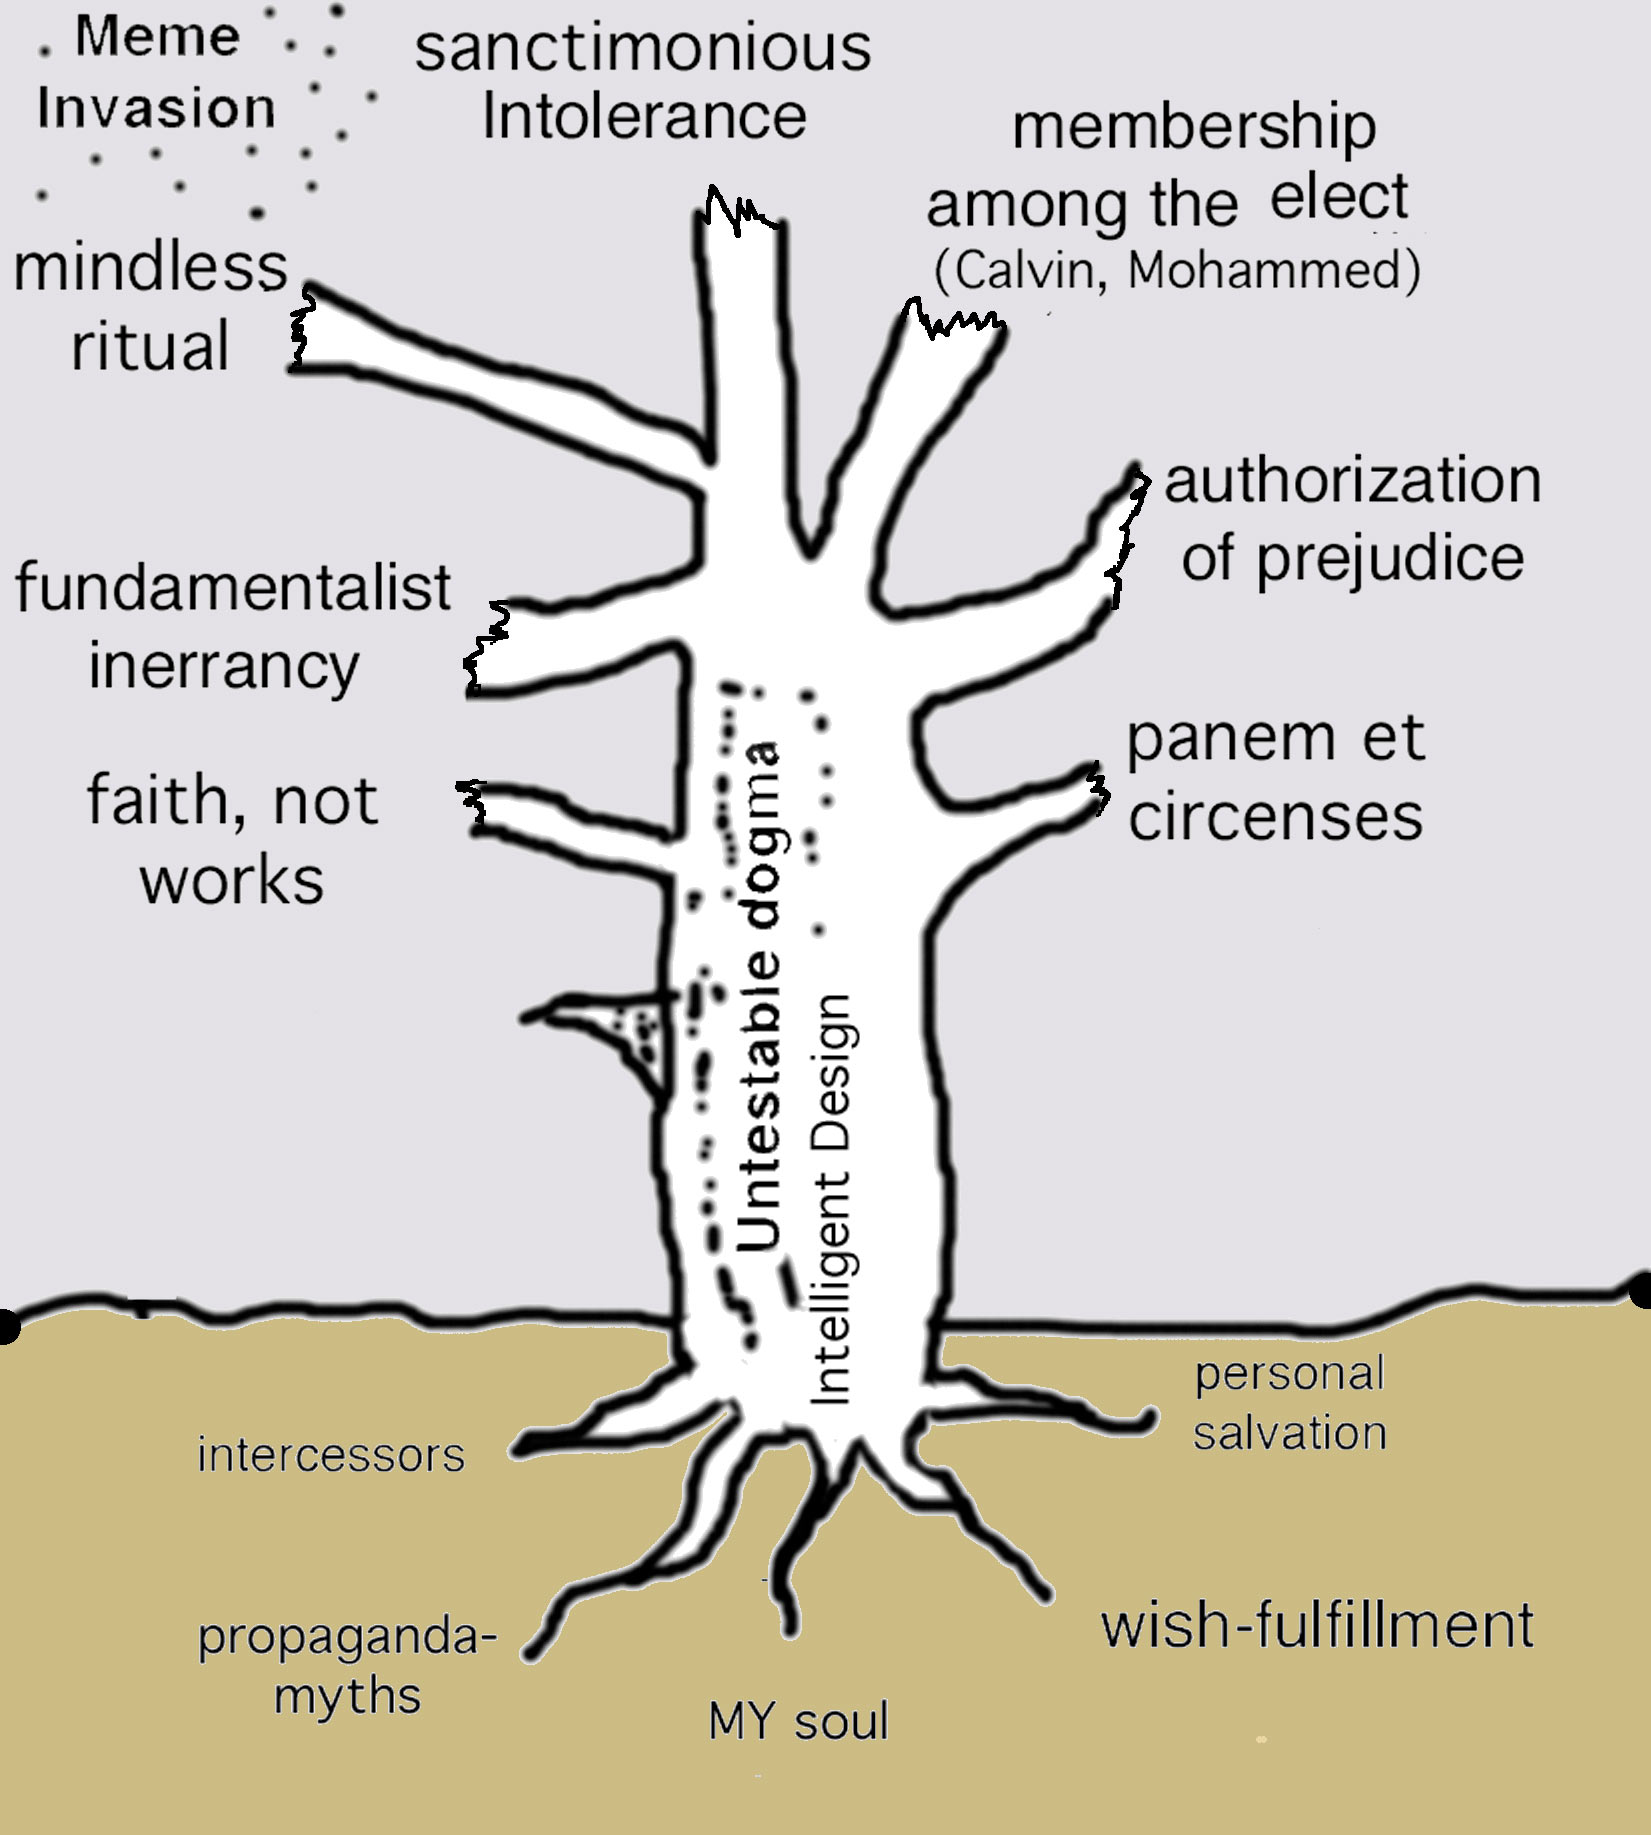 Meme
Invasion
sanctimonious
Intolerance
membership
among the elect
(Calvin, Mohammed)
mindless
ritual
authorization
of prejudice
fundamentalist
inerrancy
panem et
circenses
faith, not
works
Untestable dogma
Intelligent Design
personal
salvation
intercessors
propaganda-
myths
wish-fulfillment
MY soul